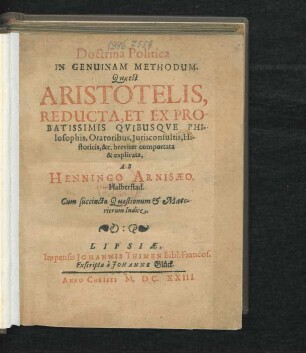 Doctrina Politica
IN GENUINAM METHODUM,
Quæ est
ARISTOTELIS,
REDUCTA, ET EX PRO-
BATISSIMIS QVIBUSQVE PHI-
losophis, Oratoribus, Jurisconsultis, Hi-
storicis, &c. breviter comportata
& explicata,
AB
HENNINGO ARNISÆO,
Halberstad.
Cum succincto Quæstionum & Mate-
riarum Indice.
LIPSIÆ,
Impensis JOHANNIS THIMEN Bibl. Francof.
Exscripta à JOHANNE Glück.
ANNO CHRISTI M. DC. XXIII.